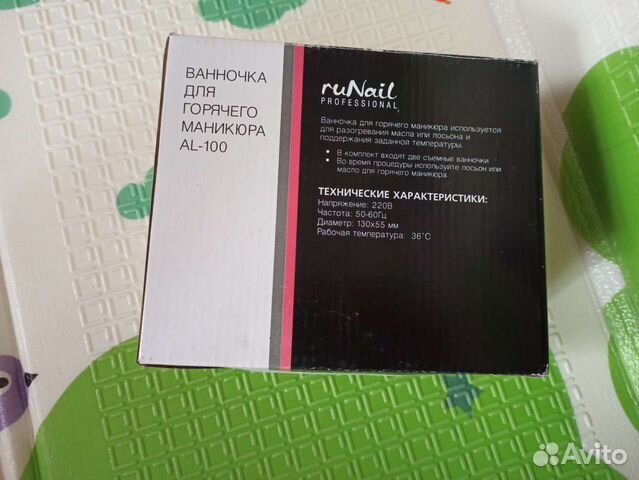 ВАННОЧКА
ДЛЯ
ГОРЯЧЕГО
МАНИКЮРА
AL-100
ruNail
PROFESSIONAL
Ванночка для горячего маникюра используется
для разогревания масла или лосьона и
поддержания заданной температуры.
• В комплект входят две съемные ванночки
• Во время процедуры используйте лосьон или
масло для горячего маникюра
ТЕХНИЧЕСКИЕ ХАРАКТЕРИСТИКИ:
Напряжение: 220В
Частота: 50-60Гц
Диаметр: 130х55 мм
Рабочая температура: 36°С
Avito